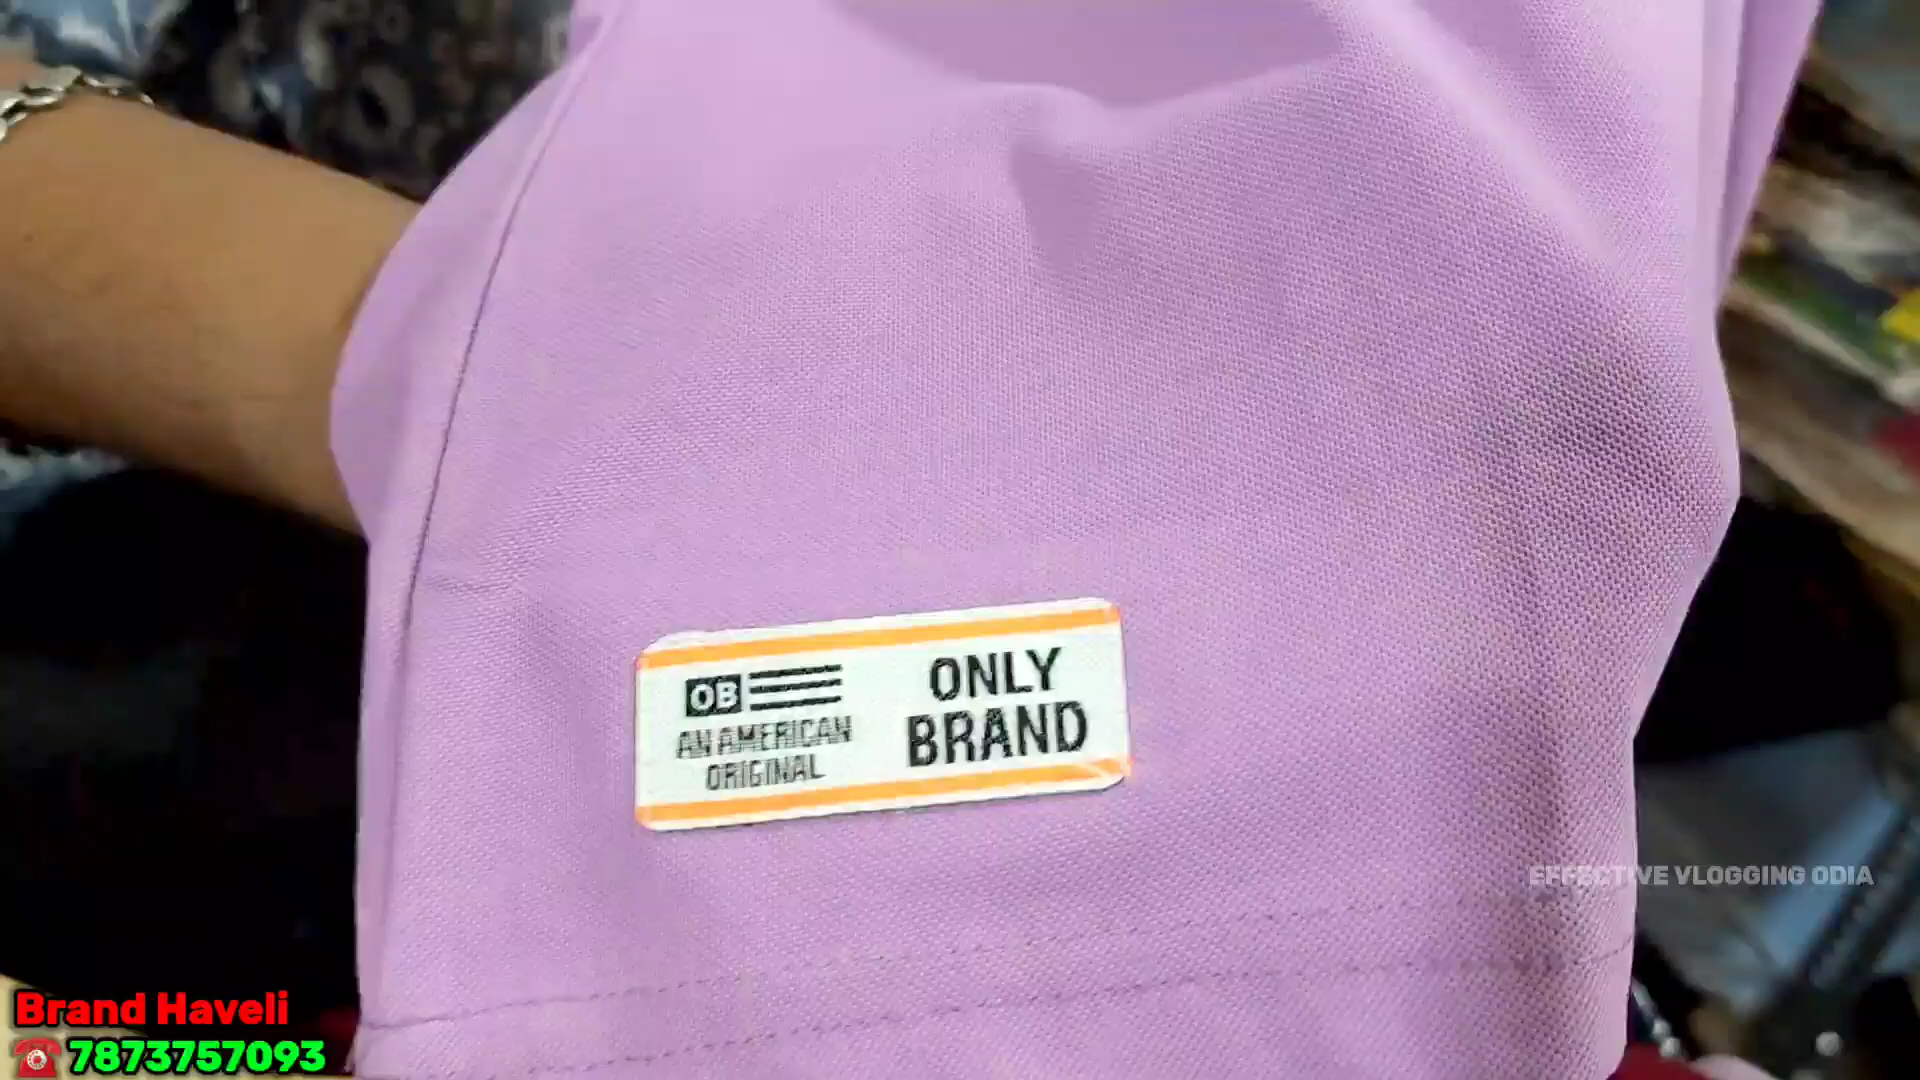 OB
AN AMERICAN
ORIGINAL
ONLY
BRAND
EFFECTIVE VLOGGING ODIA
Brand Haveli
7873757093